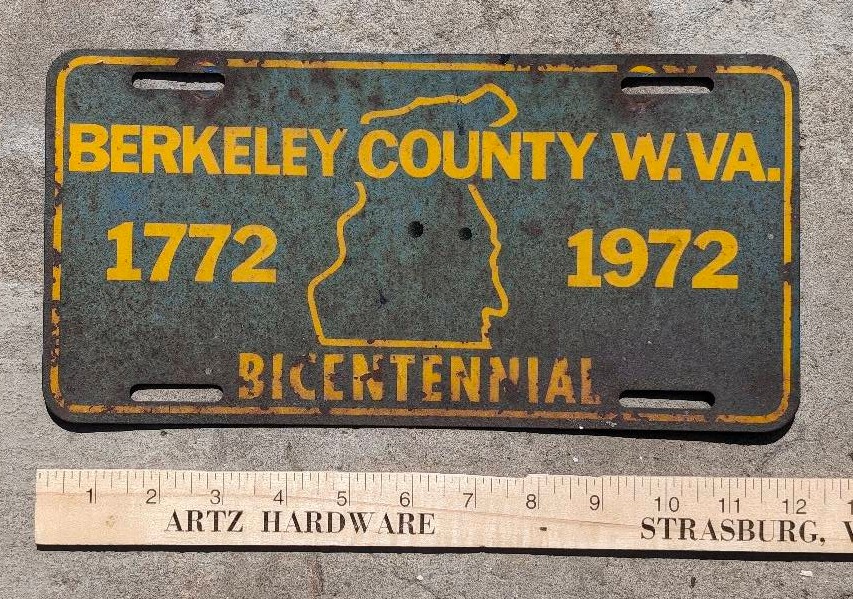 BERKELEY COUNTY W.VA.
1772 1972
BICENTENNIAL
1 2 3 4 5 6 7 8 9 10 11 12
ARTZ HARDWARE - STRASBURG,